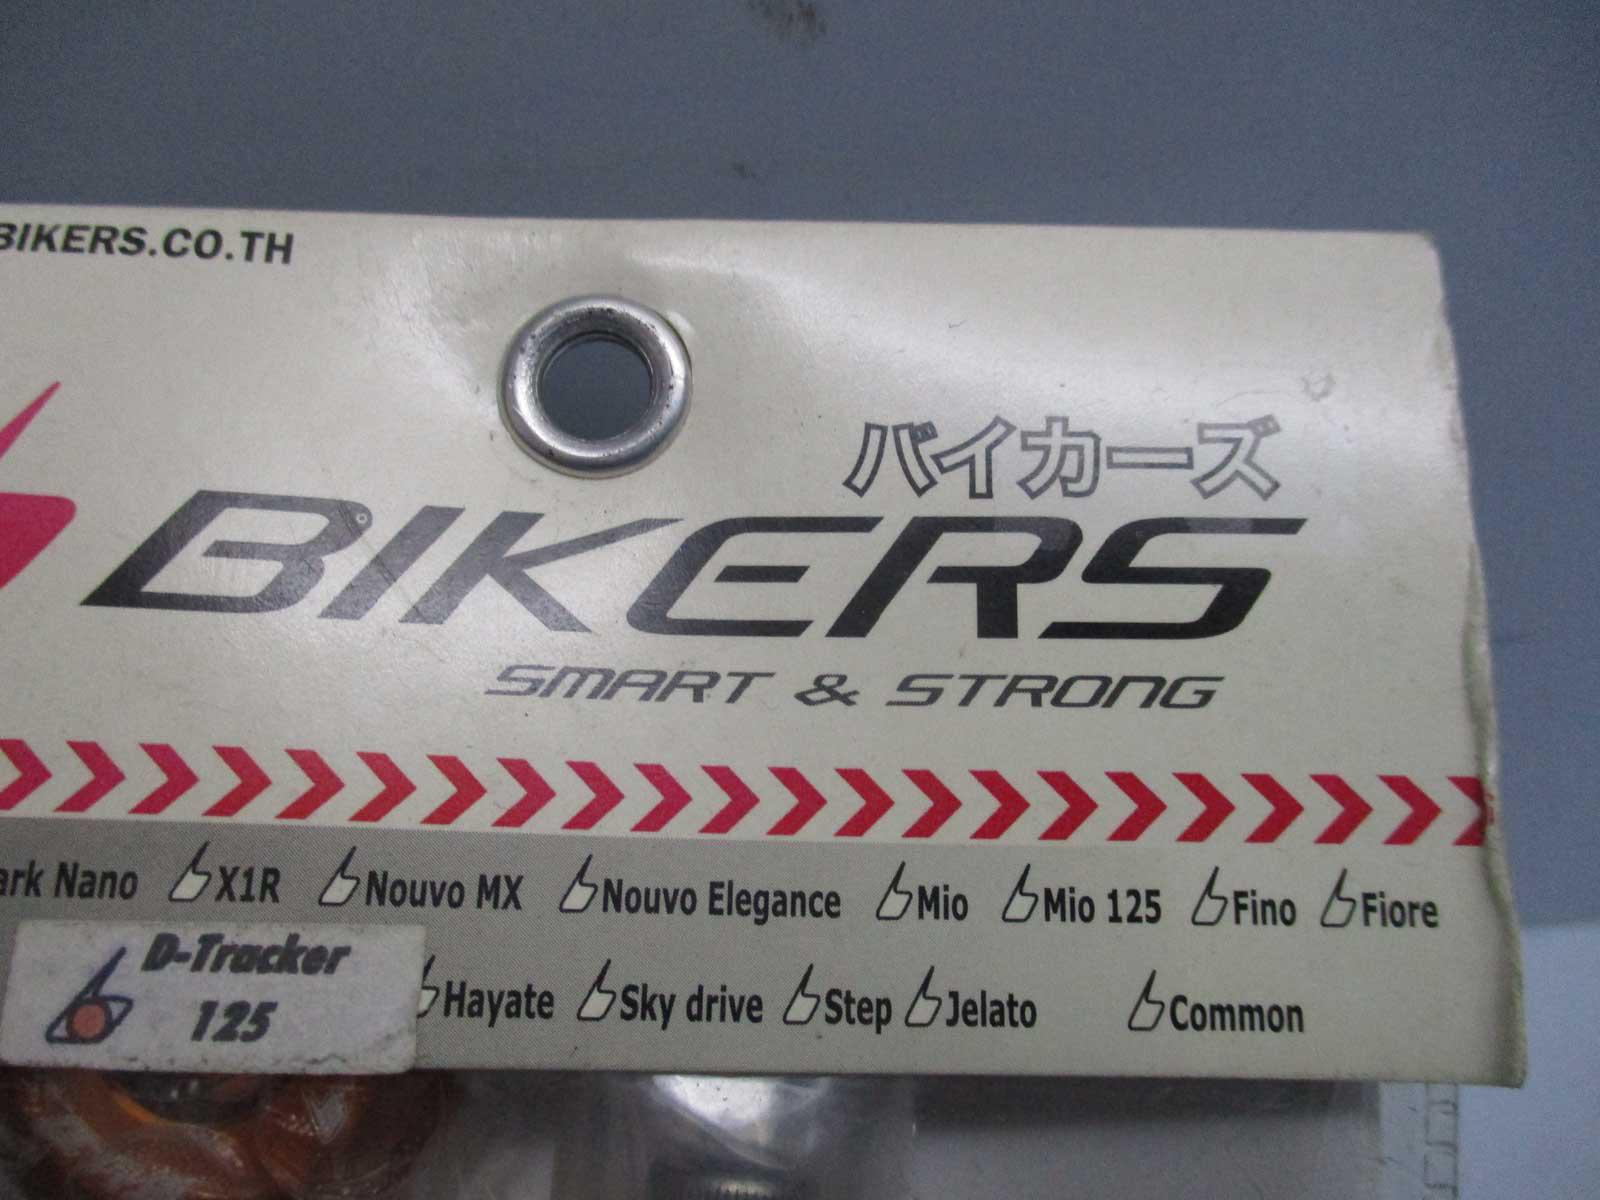 BIKERS.CO.TH
バイカーズ
BIKERS
SMART & STRONG
Nano X1R Nouvo MX Nouvo Elegance Mio Mio 125 Fino Fiore
D-Tracker
125
Hayate Sky drive Step Jelato Common